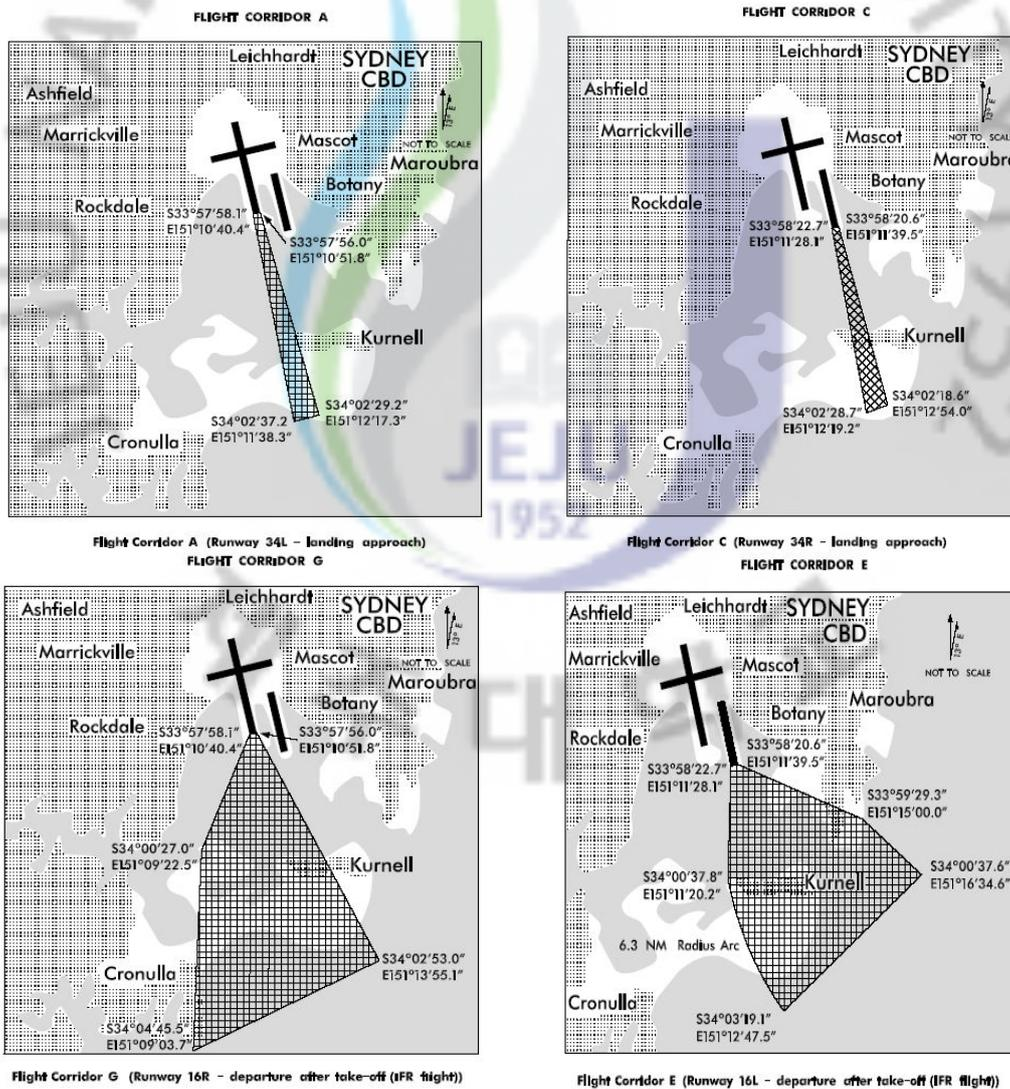 FLIGHT CORRIDOR A
Leichhardt
SYDNEY
CBD
Ashfield
13° E
Marrickville
Mascot
NOT TO SCALE
Maroubra
Botany
Rockdale
S33°57'58.1"
E151°10'40.4"
S33°57'56.0"
E151°10'51.8"
Kurnell
S34°02'37.2
E151°11'38.3"
S34°02'29.2"
E151°12'17.3"
Cronulla
Flight Corridor A (Runway 34L - landing approach)
FLIGHT CORRIDOR C
Leichhardt
SYDNEY
CBD
Ashfield
13° E
Marrickville
Mascot
NOT TO SCALE
Maroubra
Botany
Rockdale
S33°58'22.7"
E151°11'28.1"
S33°58'20.6"
E151°11'39.5"
Kurnell
S34°02'28.7"
E151°12'19.2"
S34°02'18.6"
E151°12'54.0"
Cronulla
Flight Corridor C (Runway 34R - landing approach)
JEJU
1952
FLIGHT CORRIDOR G
Leichhardt
SYDNEY
CBD
Ashfield
13° E
Marrickville
Mascot
NOT TO SCALE
Maroubra
Botany
Rockdale
S33°57'58.1"
E151°10'40.4"
S33°57'56.0"
E151°10'51.8"
S34°00'27.0"
E151°09'22.5"
Kurnell
S34°02'53.0"
E151°13'55.1"
Cronulla
S34°04'45.5"
E151°09'03.7"
Flight Corridor G (Runway 16R - departure after take-off (IFR flight))
FLIGHT CORRIDOR E
Leichhardt
SYDNEY
CBD
Ashfield
13° E
Marrickville
Mascot
NOT TO SCALE
Maroubra
Botany
Rockdale
S33°58'20.6"
E151°11'39.5"
S33°58'22.7"
E151°11'28.1"
S33°59'29.3"
E151°15'00.0"
S34°00'37.8"
E151°11'20.2"
Kurnell
S34°00'37.6"
E151°16'34.6"
6.3 NM Radius Arc
Cronulla
S34°03'19.1"
E151°12'47.5"
Flight Corridor E (Runway 16L - departure after take-off (IFR flight))